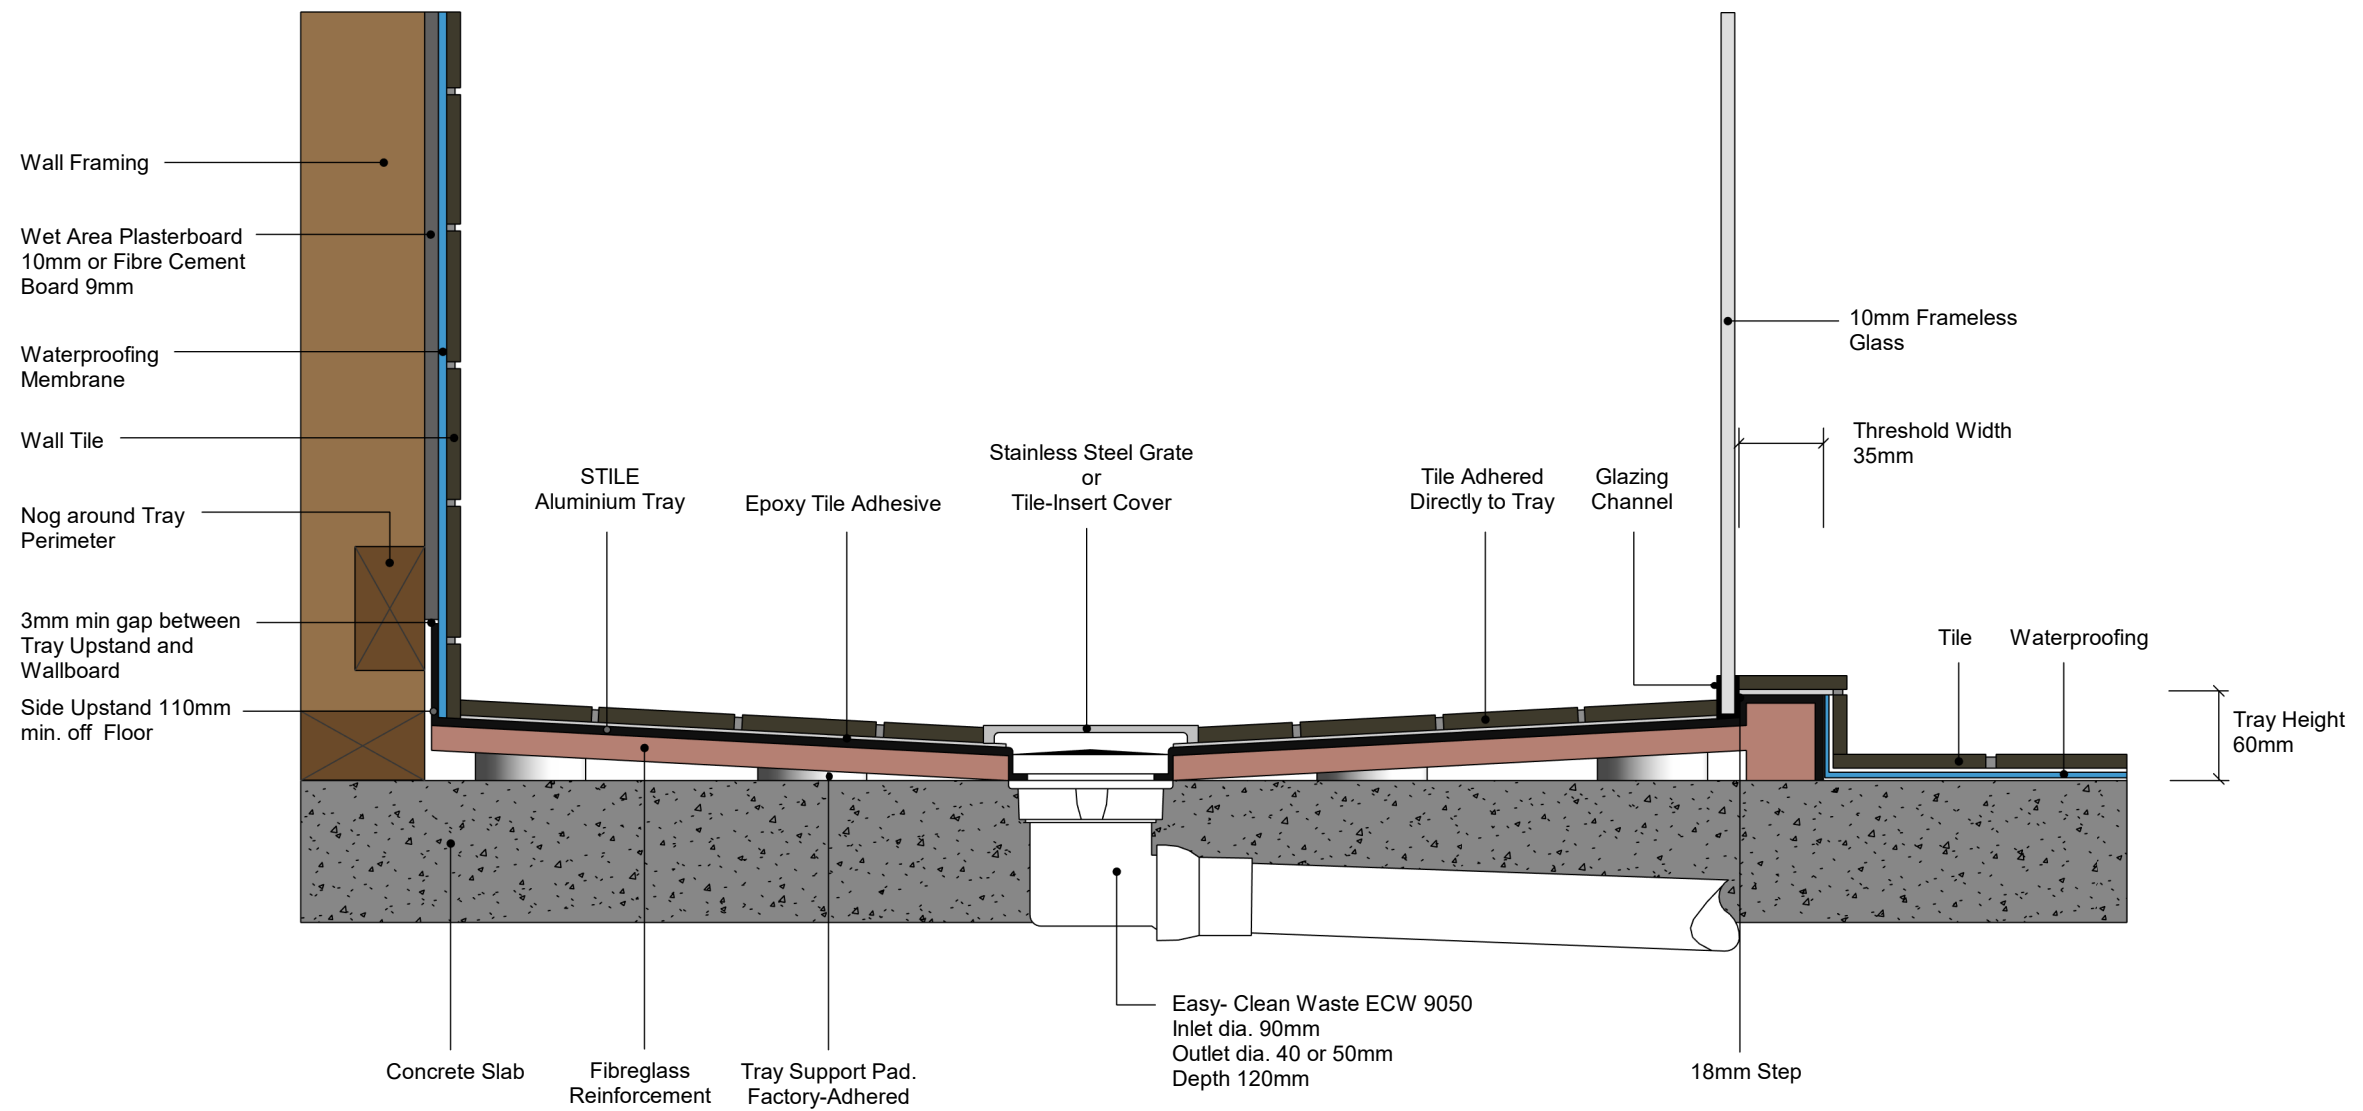 Wall Framing
Wet Area Plasterboard
10mm or Fibre Cement
Board 9mm
Waterproofing
Membrane
Wall Tile
Nog around Tray
Perimeter
3mm min gap between
Tray Upstand and
Wallboard
Side Upstand 110mm
min. off Floor
STILE
Aluminium Tray
Epoxy Tile Adhesive
Stainless Steel Grate
or
Tile-Insert Cover
Tile Adhered
Directly to Tray
Glazing
Channel
10mm Frameless
Glass
Threshold Width
35mm
Tile
Waterproofing
Tray Height
60mm
Concrete Slab
Fibreglass
Reinforcement
Tray Support Pad.
Factory-Adhered
Easy- Clean Waste ECW 9050
Inlet dia. 90mm
Outlet dia. 40 or 50mm
Depth 120mm
18mm Step